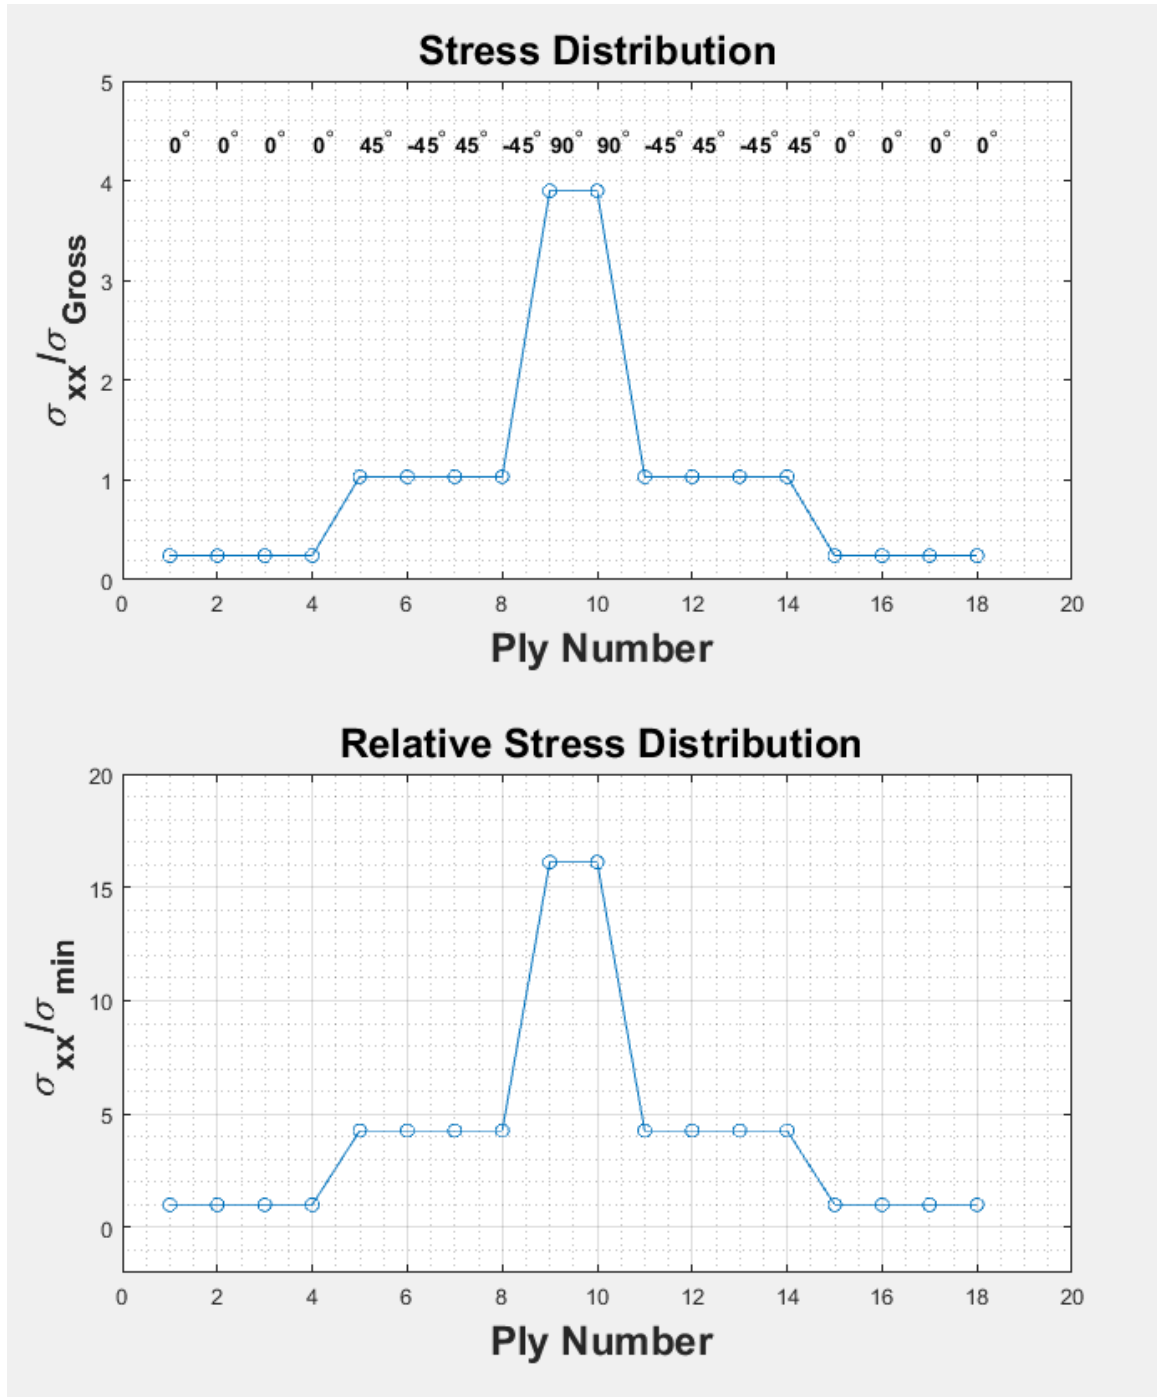 Stress Distribution
5
0° 0° 0° 0° 45° -45° 45° -45° 90° 90° -45° 45° -45° 45° 0° 0° 0° 0°
4
3
2
1
0
σxx/σGross
0 2 4 6 8 10 12 14 16 18 20
Ply Number
Relative Stress Distribution
20
15
10
5
0
σxx/σmin
0 2 4 6 8 10 12 14 16 18 20
Ply Number